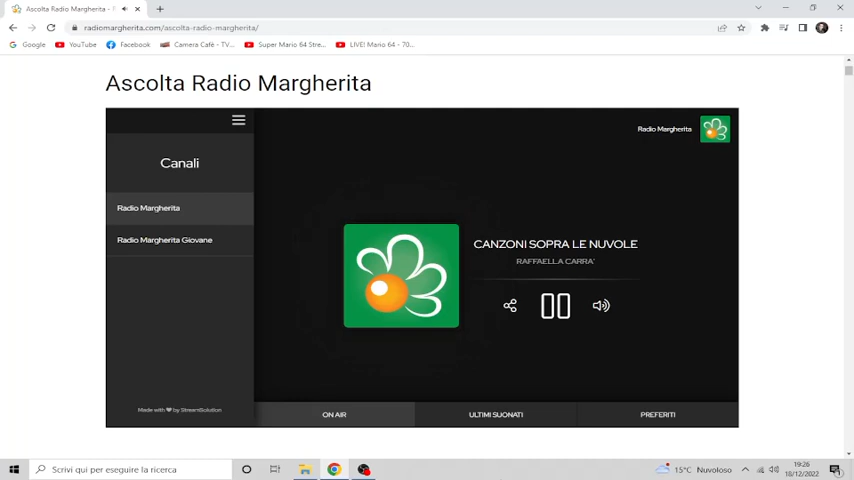 Ascolta Radio Margherita -
radiomargherita.com/ascolta-radio-margherita/
Google
YouTube
Facebook
Camera Cafè - TV...
Super Mario 64 Stre...
LIVE! Mario 64 - 70...
Ascolta Radio Margherita
Radio Margherita
Canali
Radio Margherita
Radio Margherita Giovane
CANZONI SOPRA LE NUVOLE
RAFFAELLA CARRA'
Made with ❤ by StreamSolution
ON AIR
ULTIMI SUONATI
PREFERITI
Scrivi qui per eseguire la ricerca
15°C Nuvoloso
19:26
18/12/2022